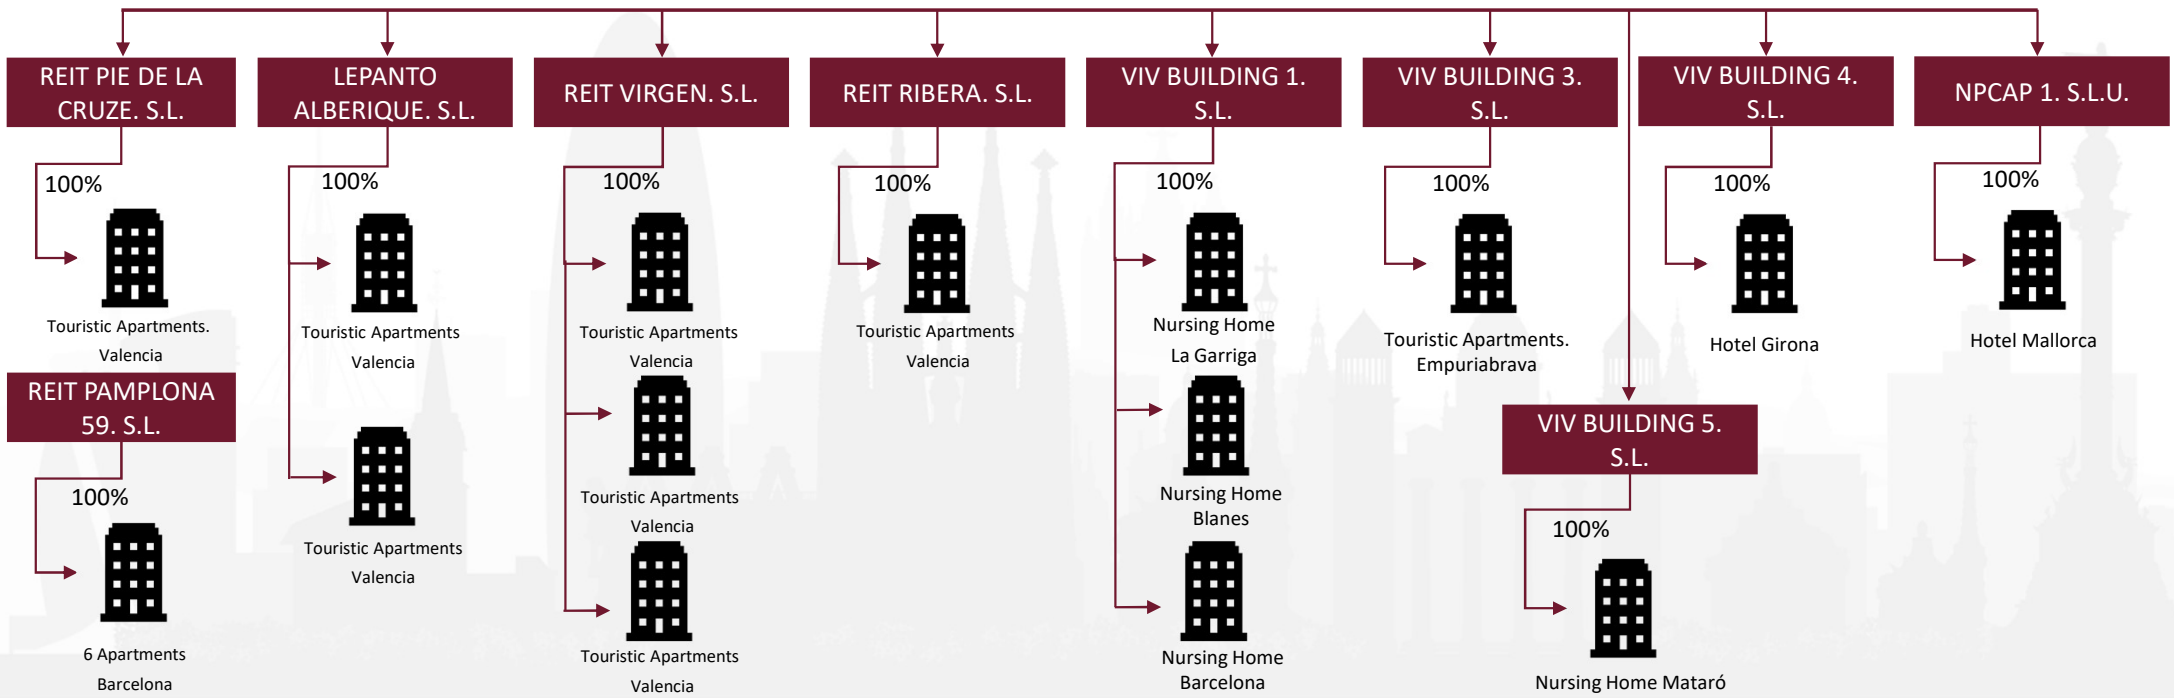 REIT PIE DE LA
CRUZE. S.L.
100%
Touristic Apartments.
Valencia
REIT PAMPLONA
59. S.L.
100%
6 Apartments
Barcelona
LEPANTO
ALBERIQUE. S.L.
100%
Touristic Apartments
Valencia
Touristic Apartments
Valencia
REIT VIRGEN. S.L.
100%
Touristic Apartments
Valencia
Touristic Apartments
Valencia
Touristic Apartments
Valencia
REIT RIBERA. S.L.
100%
Touristic Apartments
Valencia
VIV BUILDING 1.
S.L.
100%
Nursing Home
La Garriga
Nursing Home
Blanes
Nursing Home
Barcelona
VIV BUILDING 3.
S.L.
100%
Touristic Apartments.
Empuriabrava
VIV BUILDING 5.
S.L.
100%
Nursing Home Mataró
VIV BUILDING 4.
S.L.
100%
Hotel Girona
NPCAP 1. S.L.U.
100%
Hotel Mallorca